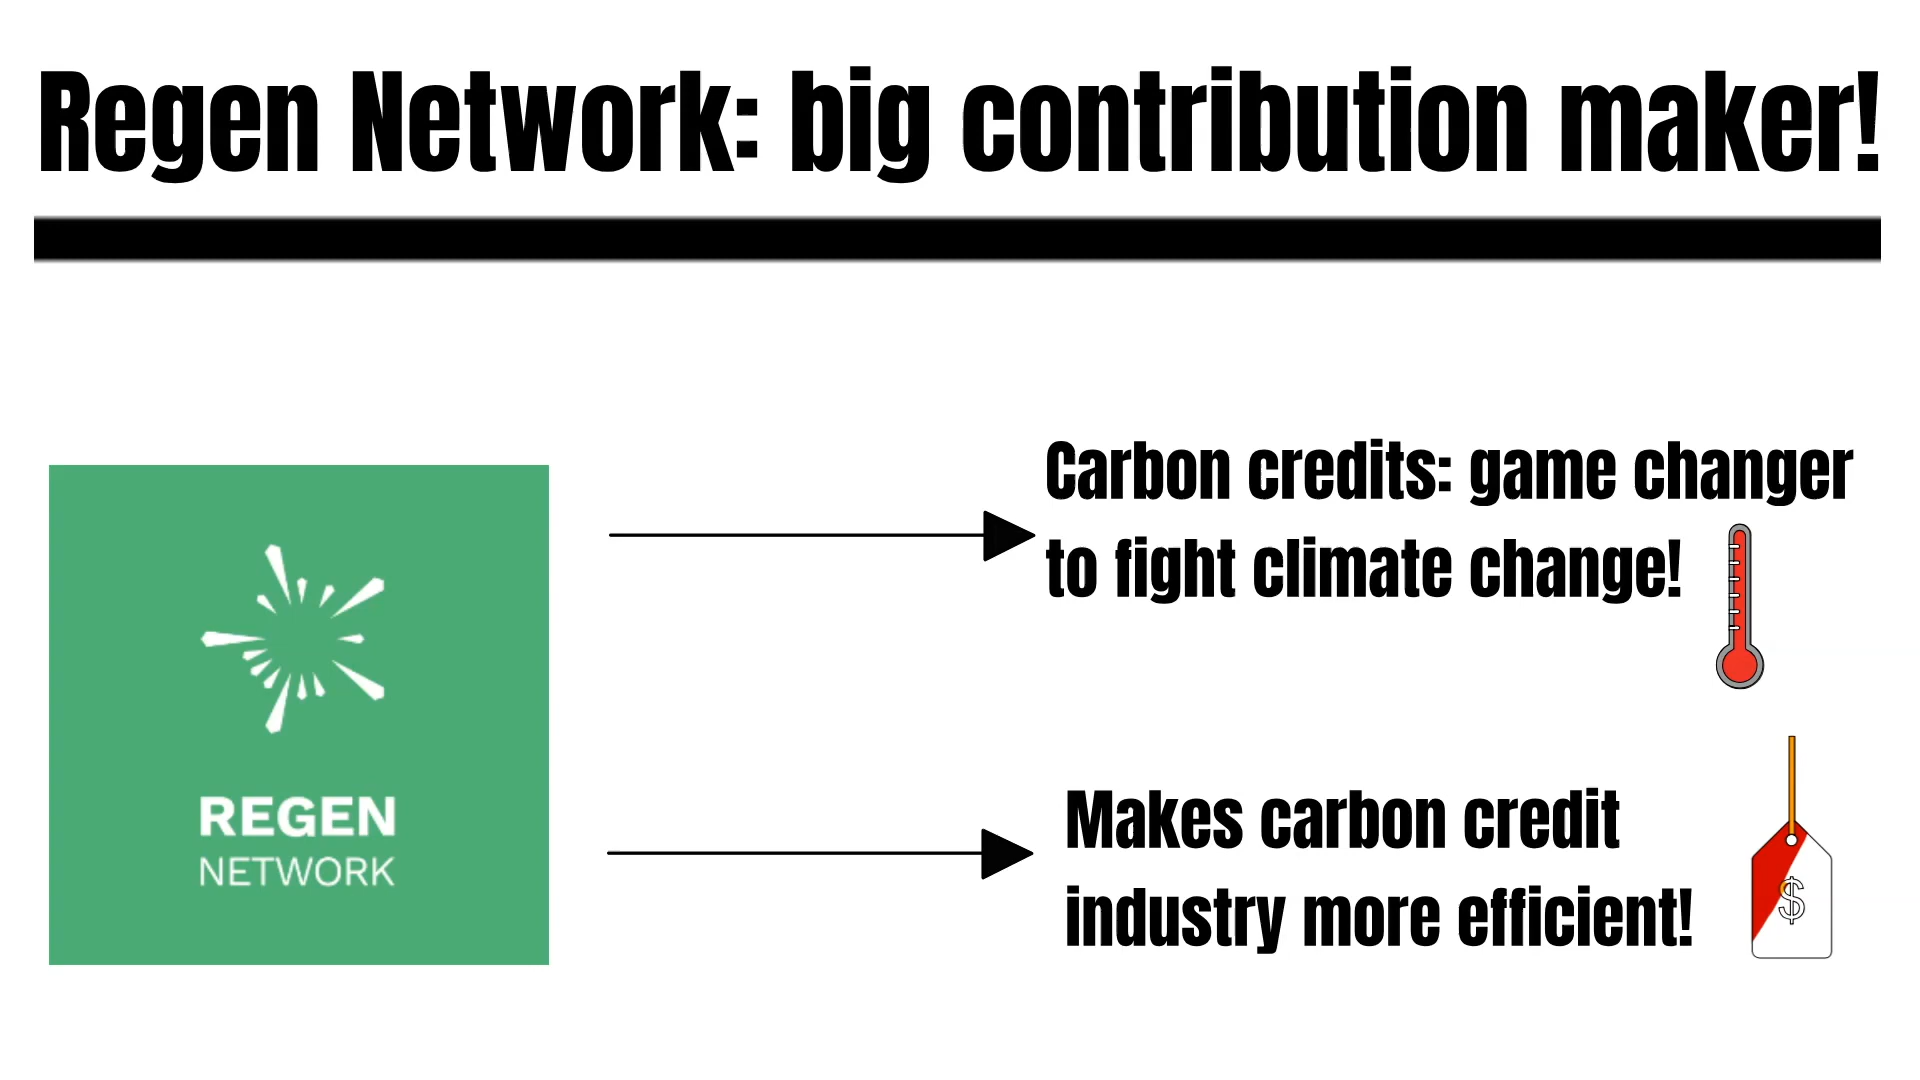 Regen Network: big contribution maker!
Carbon credits: game changer
to fight climate change!
REGEN
NETWORK
Makes carbon credit
industry more efficient!
$